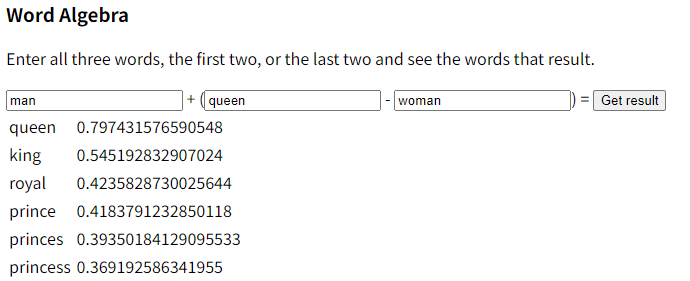 Word Algebra
Enter all three words, the first two, or the last two and see the words that result.
man + ( queen - woman ) = Get result
queen 0.797431576590548
king 0.545192832907024
royal 0.4235828730025644
prince 0.4183791232850118
princes 0.39350184129095533
princess 0.369192586341955